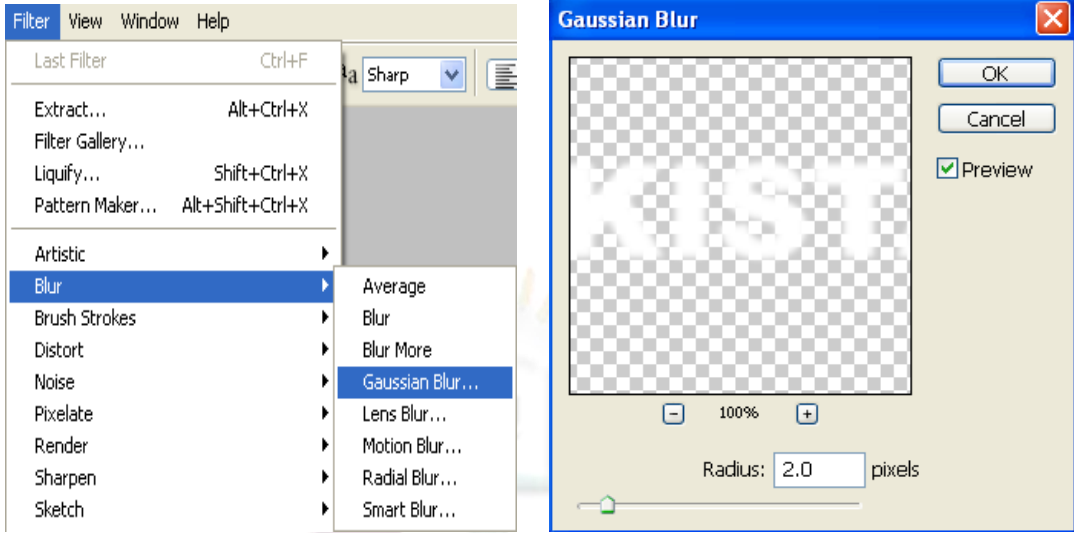 Filter View Window Help
Last Filter Ctrl+F
Sharp
Extract... Alt+Ctrl+X
Filter Gallery...
Liquify... Shift+Ctrl+X
Pattern Maker... Alt+Shift+Ctrl+X
Artistic
Blur
Brush Strokes
Distort
Noise
Pixelate
Render
Sharpen
Sketch
Average
Blur
Blur More
Gaussian Blur...
Lens Blur...
Motion Blur...
Radial Blur...
Smart Blur...
Gaussian Blur
OK
Cancel
Preview
KIST
100%
Radius: 2.0 pixels